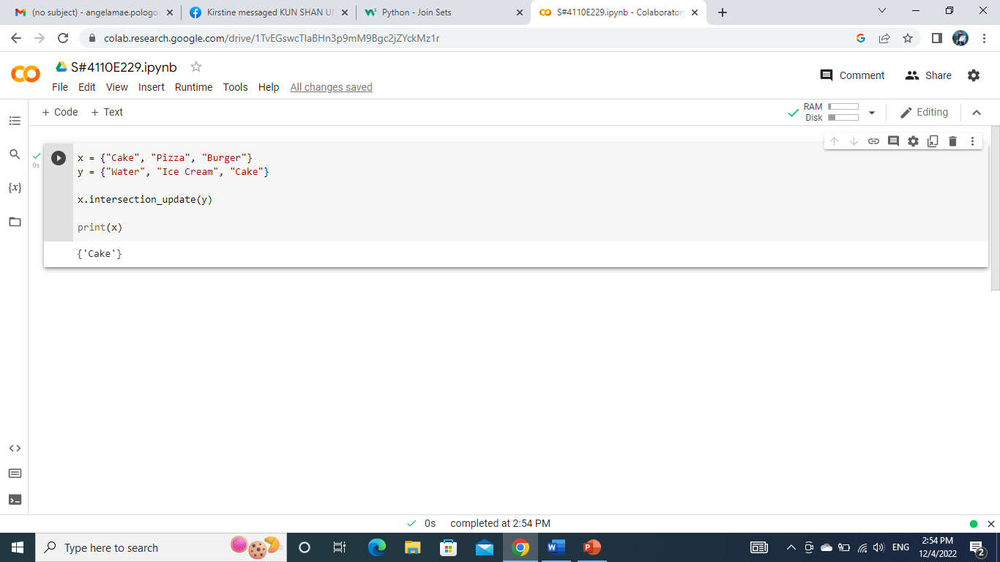 (no subject) - angelamae.pologo
Kirstine messaged KUN SHAN UN
Python - Join Sets
S#4110E229.ipynb - Colaboratory
colab.research.google.com/drive/1TvEGswcTlaBHn3p9mM9Bgc2jZYckMz1r
S#4110E229.ipynb
Comment
Share
File Edit View Insert Runtime Tools Help All changes saved
+ Code + Text
RAM
Disk
Editing
0s
x = {"Cake", "Pizza", "Burger"}
y = {"Water", "Ice Cream", "Cake"}
x.intersection_update(y)
print(x)
{'Cake'}
{x}
0s completed at 2:54 PM
Type here to search
ENG
2:54 PM
12/4/2022
2